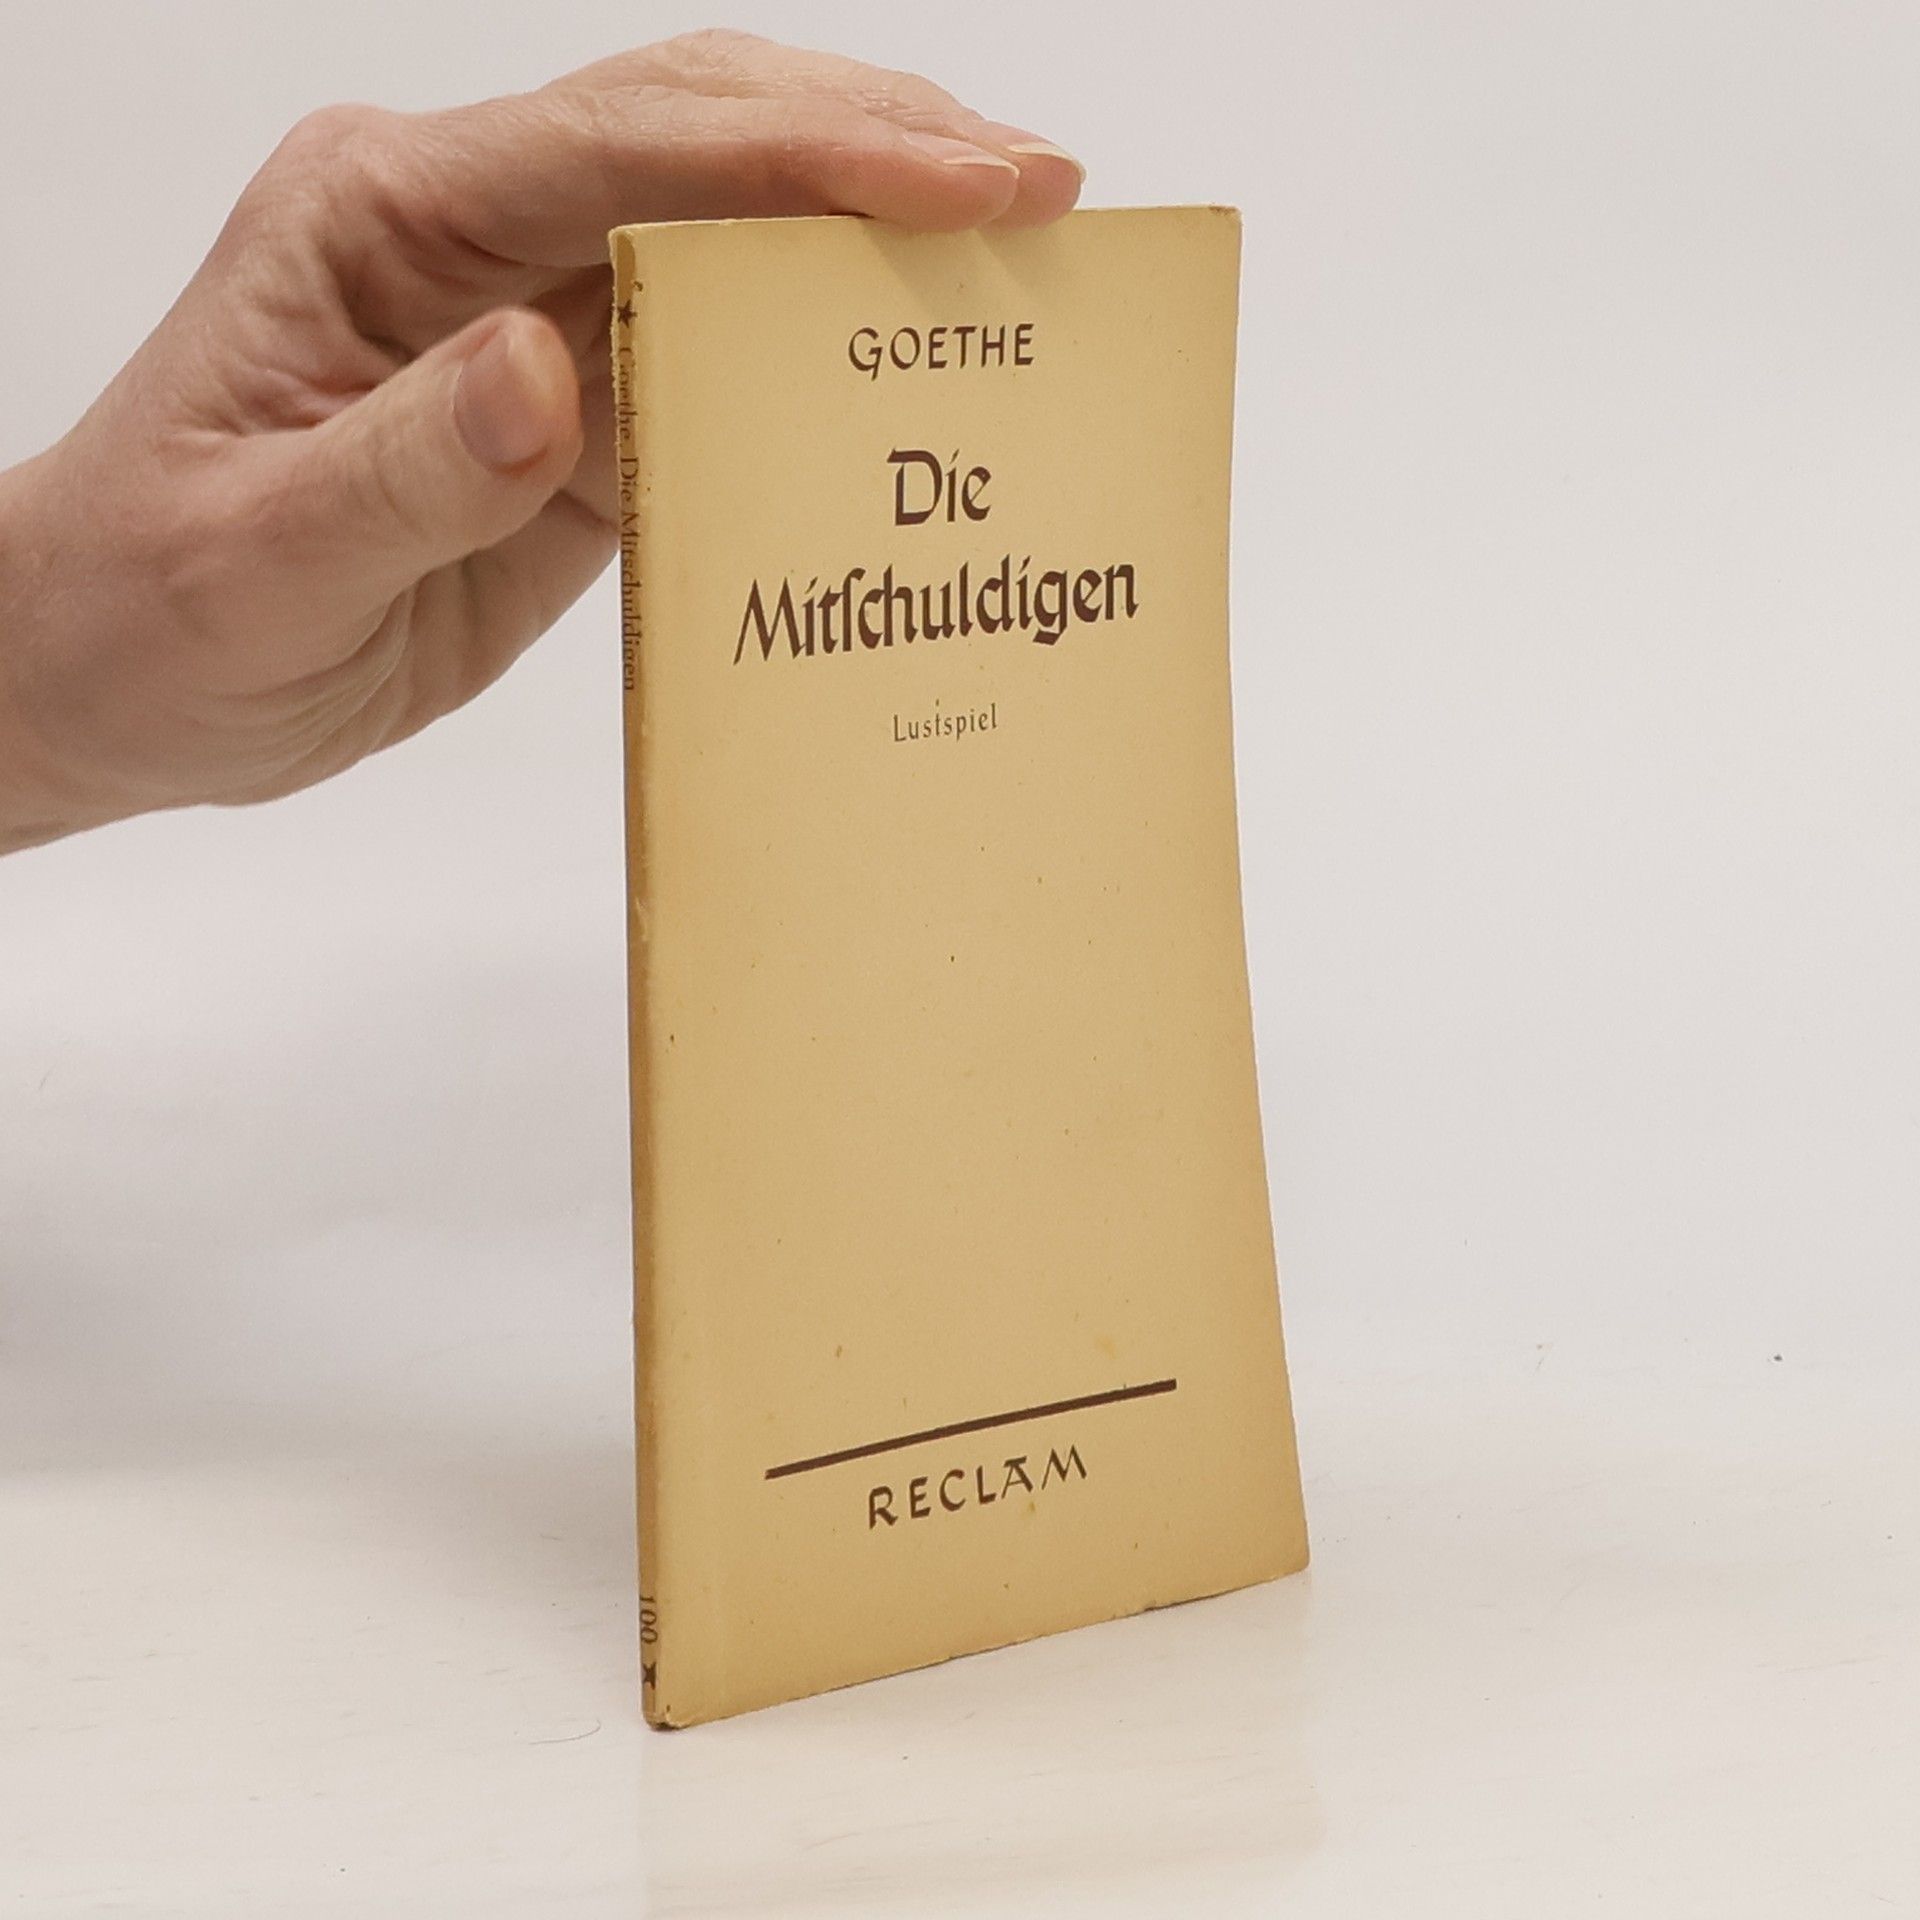 GOETHE
Die
Mitſchuldigen
Lustspiel
RECLAM
★ Goethe, Die Mitschuldigen
100 ★